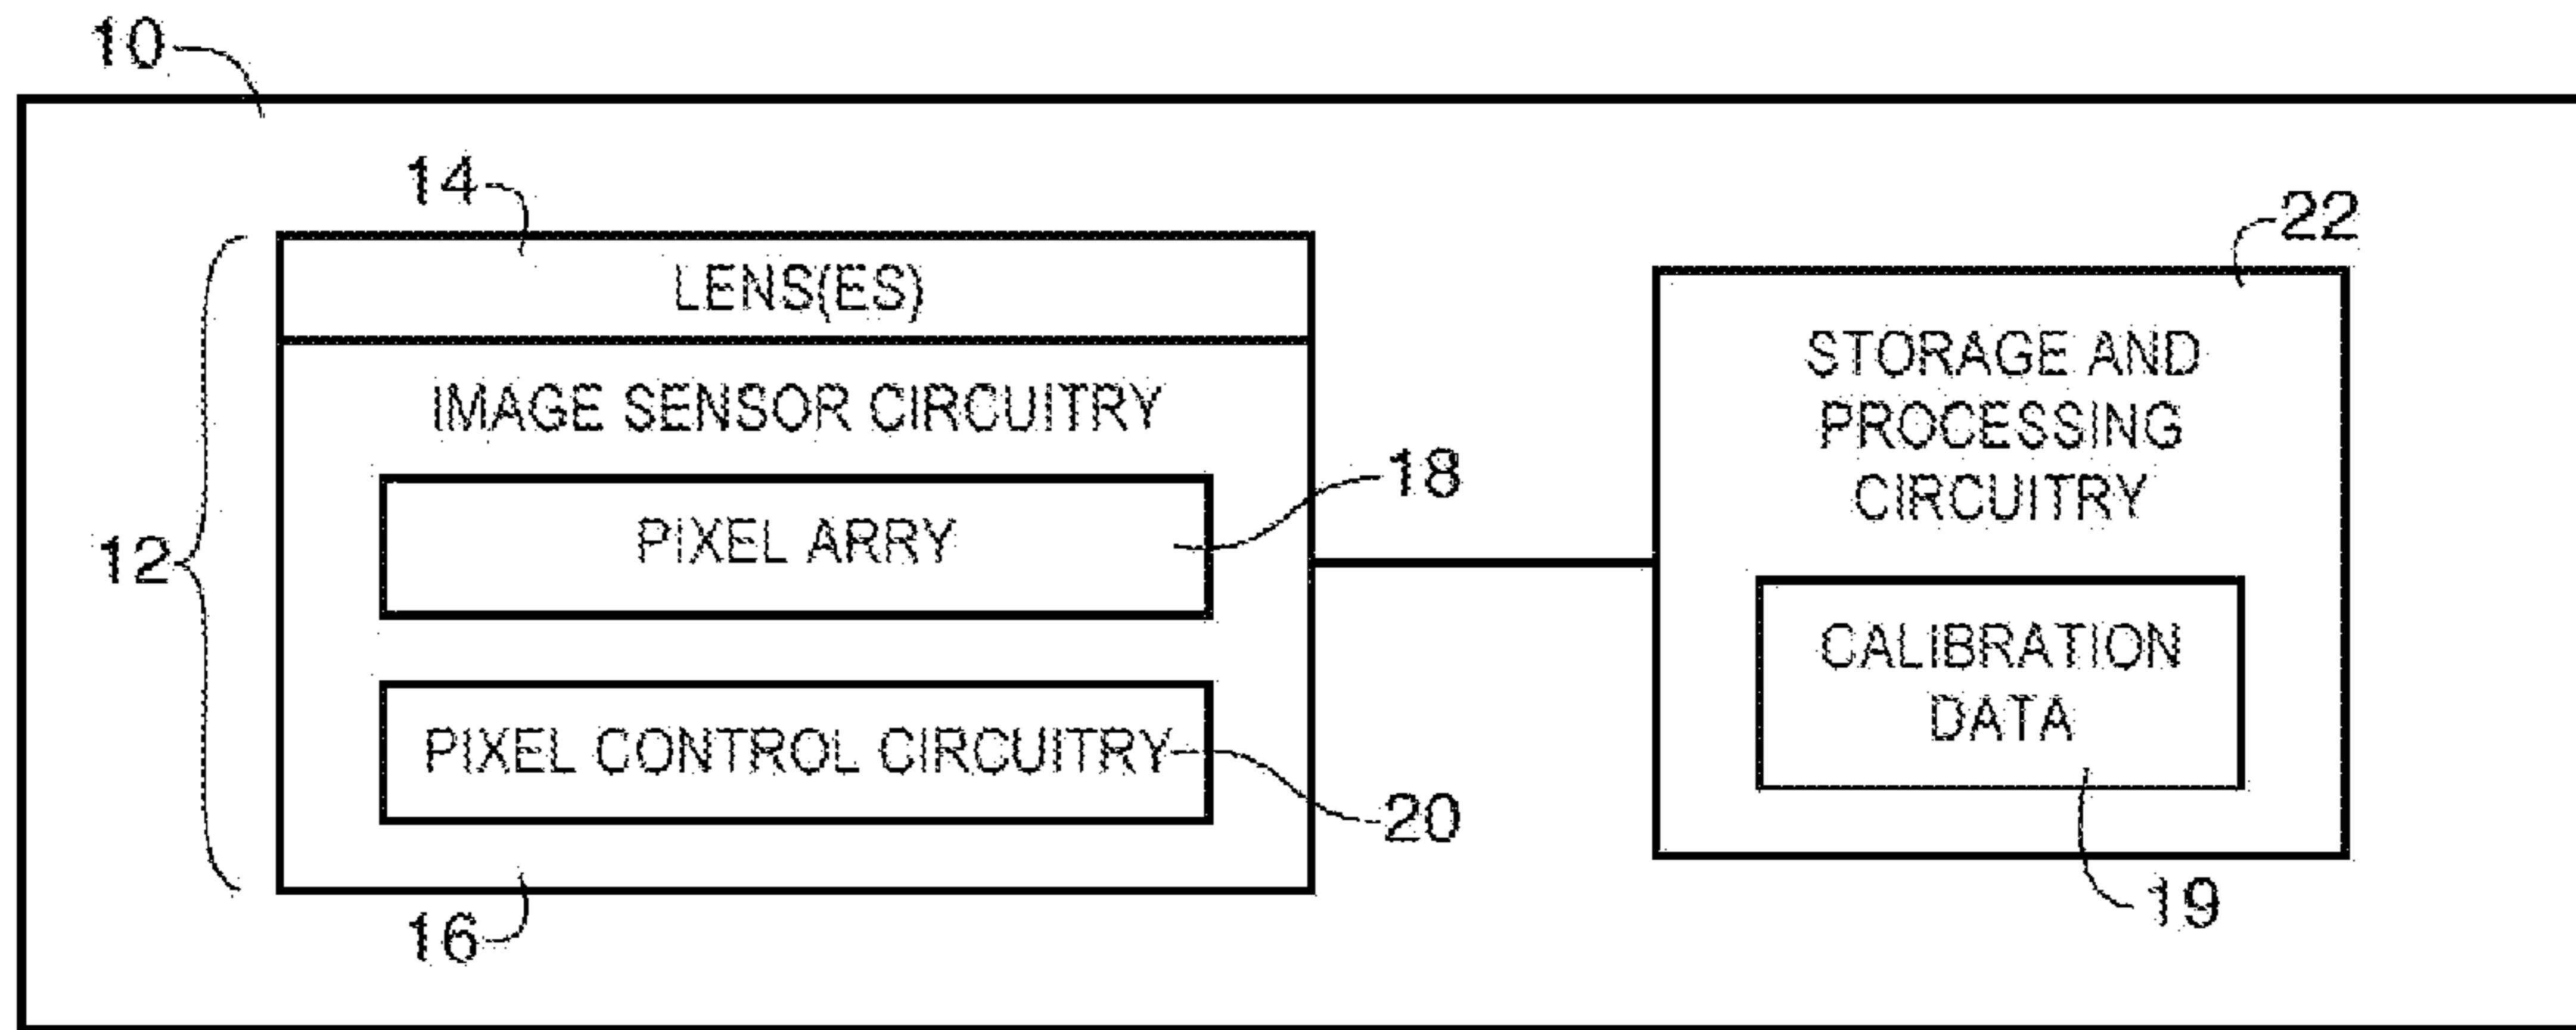 10
14
LENS(ES)
22
IMAGE SENSOR CIRCUITRY
STORAGE AND
PROCESSING
CIRCUITRY
PIXEL ARRY
18
12
CALIBRATION
DATA
PIXEL CONTROL CIRCUITRY
20
16
19